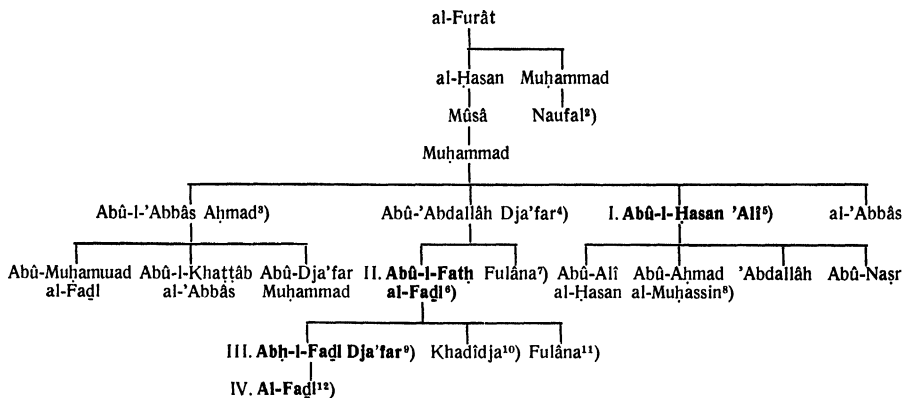 al-Furât
al-Ḥasan Muḥammad
Mûsâ Naufal²)
Muḥammad
Abû-l-'Abbâs Aḥmad³) Abû-'Abdallâh Dja'far⁴) I. Abû-l-Ḥasan 'Alî⁵) al-'Abbâs
Abû-Muḥamuad Abû-l-Khaṭṭâb Abû-Dja'far II. Abû-l-Fatḥ Fulâna⁷) Abû-Alî Abû-Aḥmad 'Abdallâh Abû-Naṣr
al-Faḍl al-'Abbâs Muḥammad al-Faḍl⁶) al-Ḥasan al-Muḥassin⁸)
III. Abḥ-l-Faḍl Dja'far⁹) Khadîdja¹⁰) Fulâna¹¹)
IV. Al-Faḍl¹²)